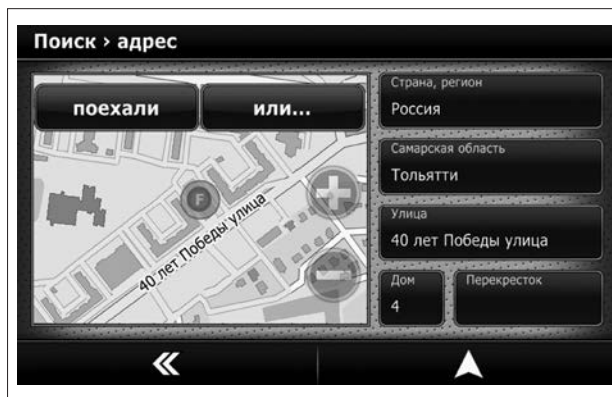 Поиск › адрес
поехали
или...
F
40 лет Победы улица
Страна, регион
Россия
Самарская область
Тольятти
Улица
40 лет Победы улица
Дом
4
Перекресток